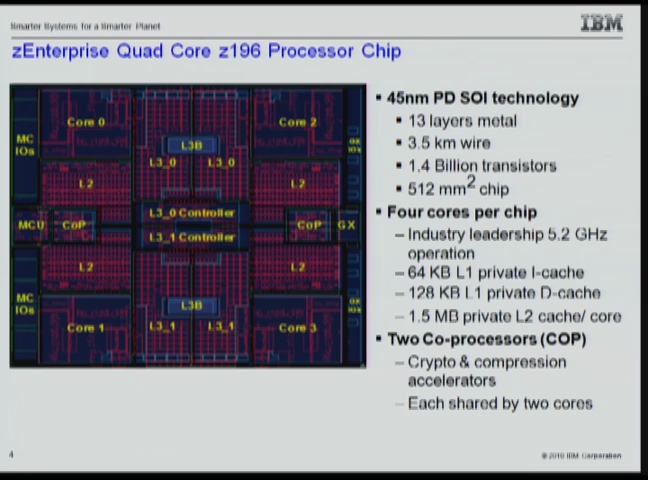 Smarter Systems for a Smarter Planet
IBM
zEnterprise Quad Core z196 Processor Chip
Core 0
Core 2
MC
IOs
L3B
GX
IOs
L3_0
L3_0
L2
L2
L3_0 Controller
MCU
CoP
CoP
GX
L3_1 Controller
L2
L2
MC
IOs
L3B
GX
IOs
Core 1
L3_1
L3_1
Core 3
▪ 45nm PD SOI technology
▪ 13 layers metal
▪ 3.5 km wire
▪ 1.4 Billion transistors
▪ 512 mm2 chip
▪ Four cores per chip
– Industry leadership 5.2 GHz
operation
– 64 KB L1 private I-cache
– 128 KB L1 private D-cache
– 1.5 MB private L2 cache/ core
▪ Two Co-processors (COP)
– Crypto & compression
accelerators
– Each shared by two cores
4
© 2010 IBM Corporation